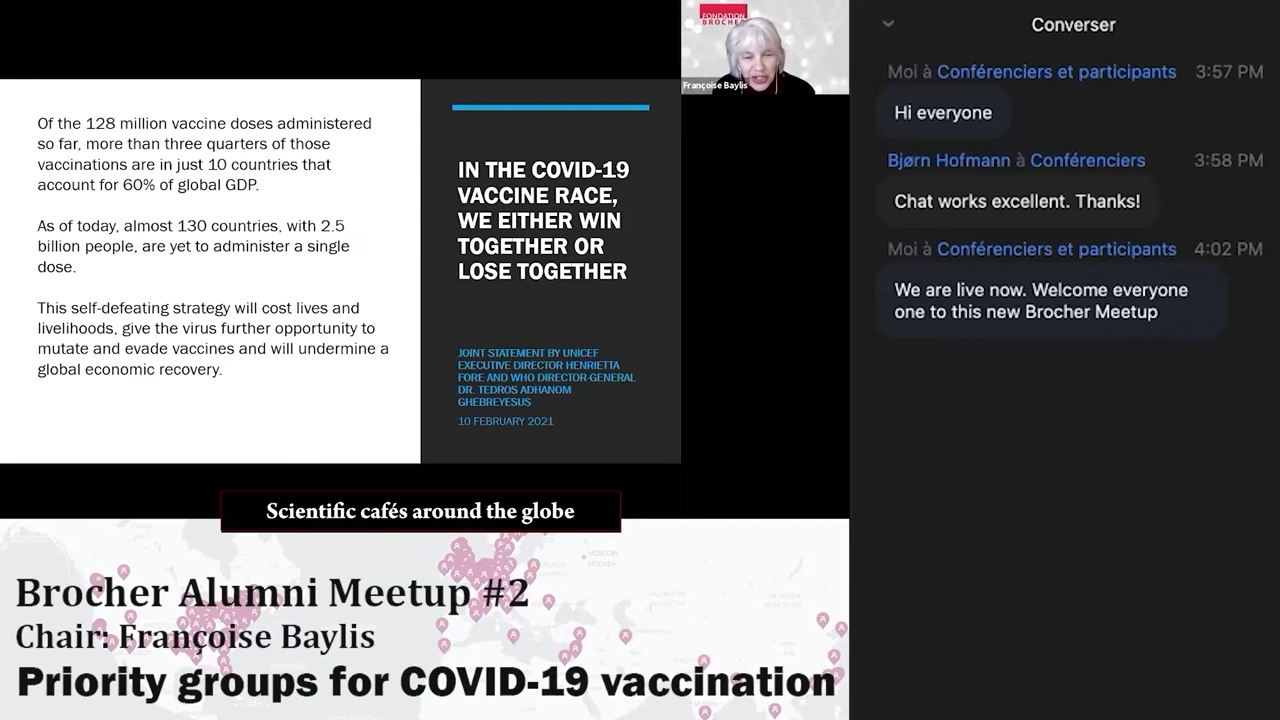 Of the 128 million vaccine doses administered
so far, more than three quarters of those
vaccinations are in just 10 countries that
account for 60% of global GDP.
As of today, almost 130 countries, with 2.5
billion people, are yet to administer a single
dose.
This self-defeating strategy will cost lives and
livelihoods, give the virus further opportunity to
mutate and evade vaccines and will undermine a
global economic recovery.
IN THE COVID-19
VACCINE RACE,
WE EITHER WIN
TOGETHER OR
LOSE TOGETHER
JOINT STATEMENT BY UNICEF
EXECUTIVE DIRECTOR HENRIETTA
FORE AND WHO DIRECTOR-GENERAL
DR. TEDROS ADHANOM
GHEBREYESUS
10 FEBRUARY 2021
FONDATION
BROCHER
Françoise Baylis
Converser
Moi à Conférenciers et participants 3:57 PM
Hi everyone
Bjørn Hofmann à Conférenciers 3:58 PM
Chat works excellent. Thanks!
Moi à Conférenciers et participants 4:02 PM
We are live now. Welcome everyone
one to this new Brocher Meetup
Scientific cafés around the globe
MOSCOW
МОСКВА
Brocher Alumni Meetup #2
Chair: Françoise Baylis
Priority groups for COVID-19 vaccination